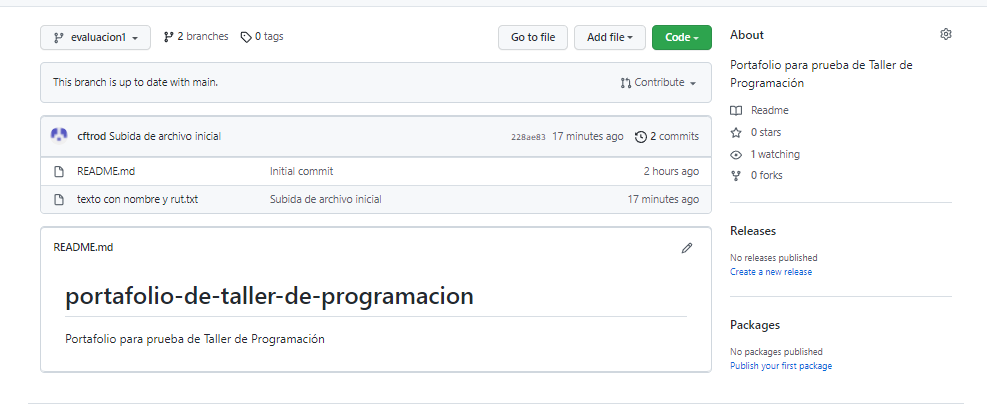 evaluacion1
2 branches
0 tags
Go to file
Add file
Code
This branch is up to date with main.
Contribute
cftrod Subida de archivo inicial
228ae83 17 minutes ago
2 commits
README.md
Initial commit
2 hours ago
texto con nombre y rut.txt
Subida de archivo inicial
17 minutes ago
README.md
portafolio-de-taller-de-programacion
Portafolio para prueba de Taller de Programación
About
Portafolio para prueba de Taller de
Programación
Readme
0 stars
1 watching
0 forks
Releases
No releases published
Create a new release
Packages
No packages published
Publish your first package